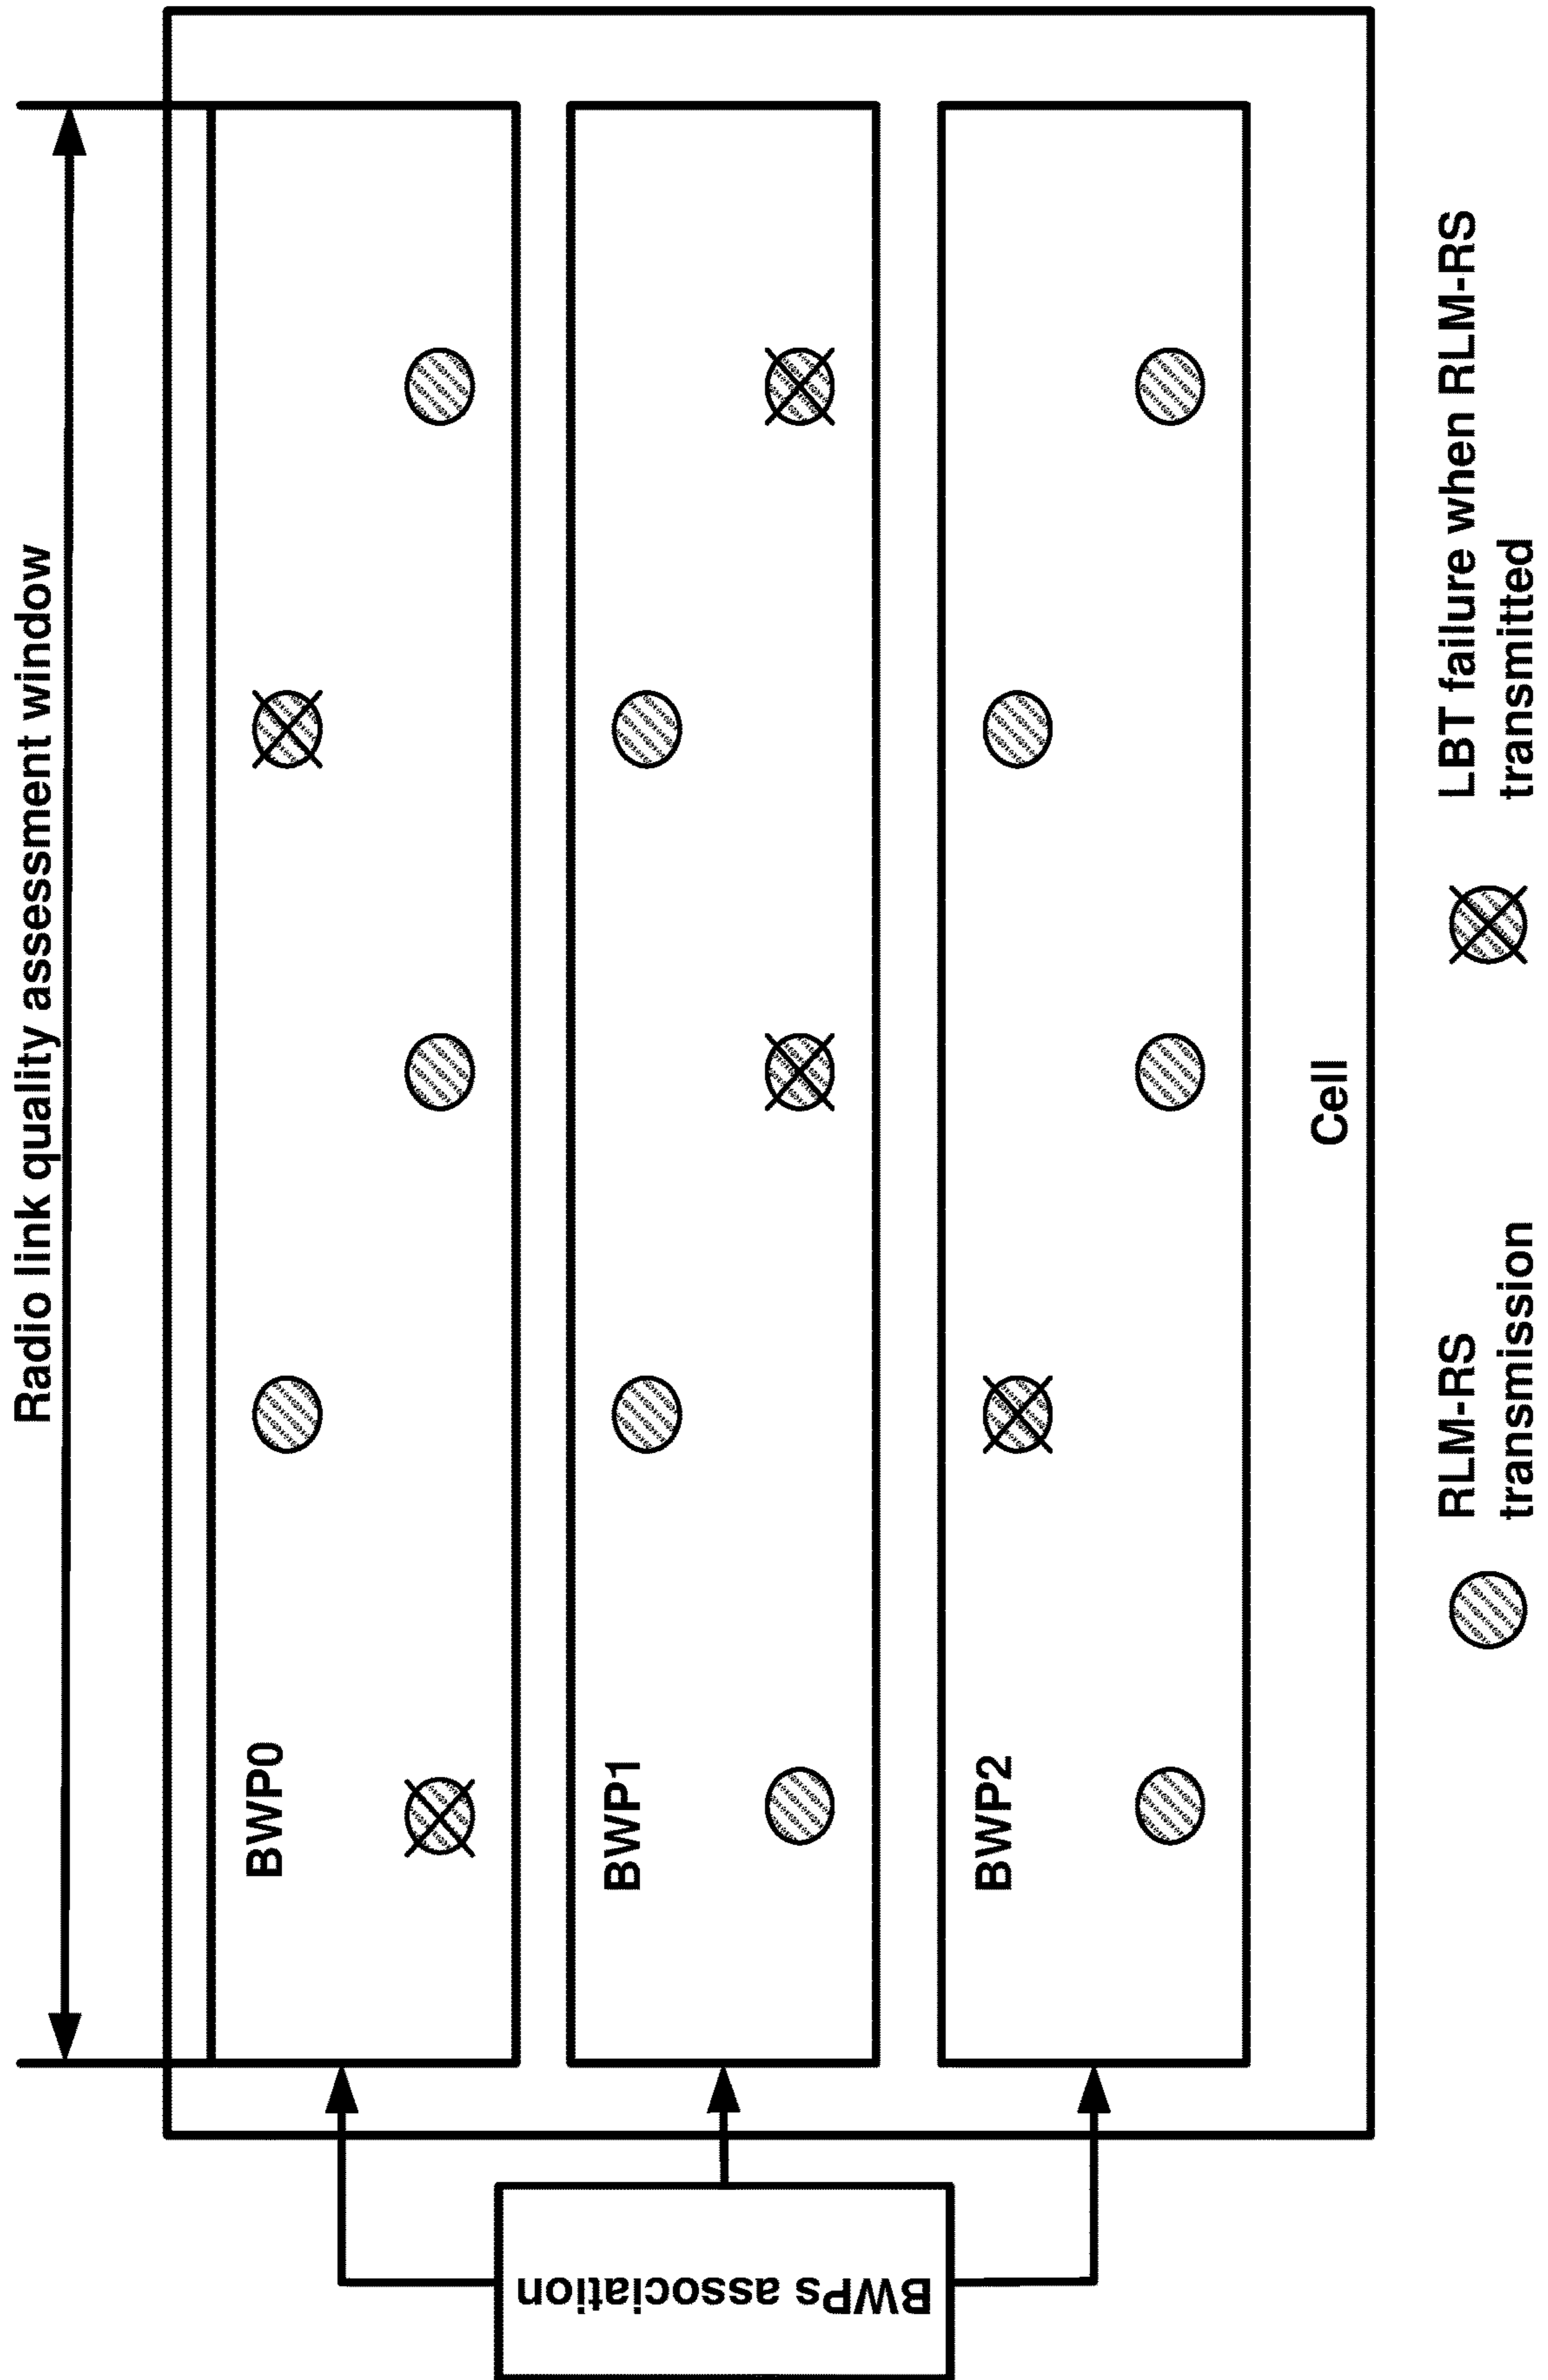 Radio link quality assessment window
BWP0
BWP1
BWP2
BWPs association
Cell
RLM-RS
transmission
LBT failure when RLM-RS
transmitted